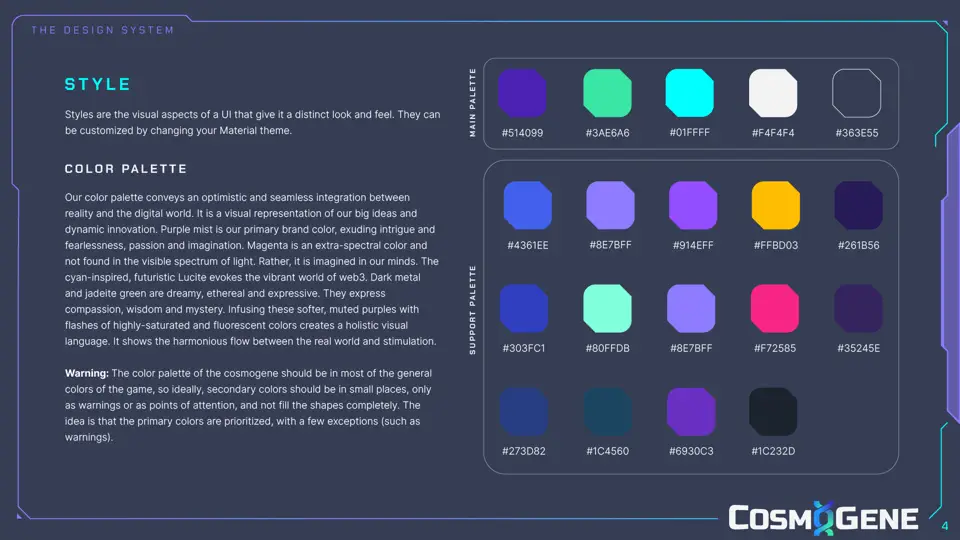 THE DESIGN SYSTEM
STYLE
Styles are the visual aspects of a UI that give it a distinct look and feel. They can
be customized by changing your Material theme.
COLOR PALETTE
Our color palette conveys an optimistic and seamless integration between
reality and the digital world. It is a visual representation of our big ideas and
dynamic innovation. Purple mist is our primary brand color, exuding intrigue and
fearlessness, passion and imagination. Magenta is an extra-spectral color and
not found in the visible spectrum of light. Rather, it is imagined in our minds. The
cyan-inspired, futuristic Lucite evokes the vibrant world of web3. Dark metal
and jadeite green are dreamy, ethereal and expressive. They express
compassion, wisdom and mystery. Infusing these softer, muted purples with
flashes of highly-saturated and fluorescent colors creates a holistic visual
language. It shows the harmonious flow between the real world and stimulation.
Warning: The color palette of the cosmogene should be in most of the general
colors of the game, so ideally, secondary colors should be in small places, only
as warnings or as points of attention, and not fill the shapes completely. The
idea is that the primary colors are prioritized, with a few exceptions (such as
warnings).
MAIN PALETTE
#514099 #3AE6A6 #01FFFF #F4F4F4 #363E55
SUPPORT PALETTE
#4361EE #8E7BFF #914EFF #FFBD03 #261B56
#303FC1 #80FFDB #8E7BFF #F72585 #35245E
#273D82 #1C4560 #6930C3 #1C232D
COSMOGENE
4